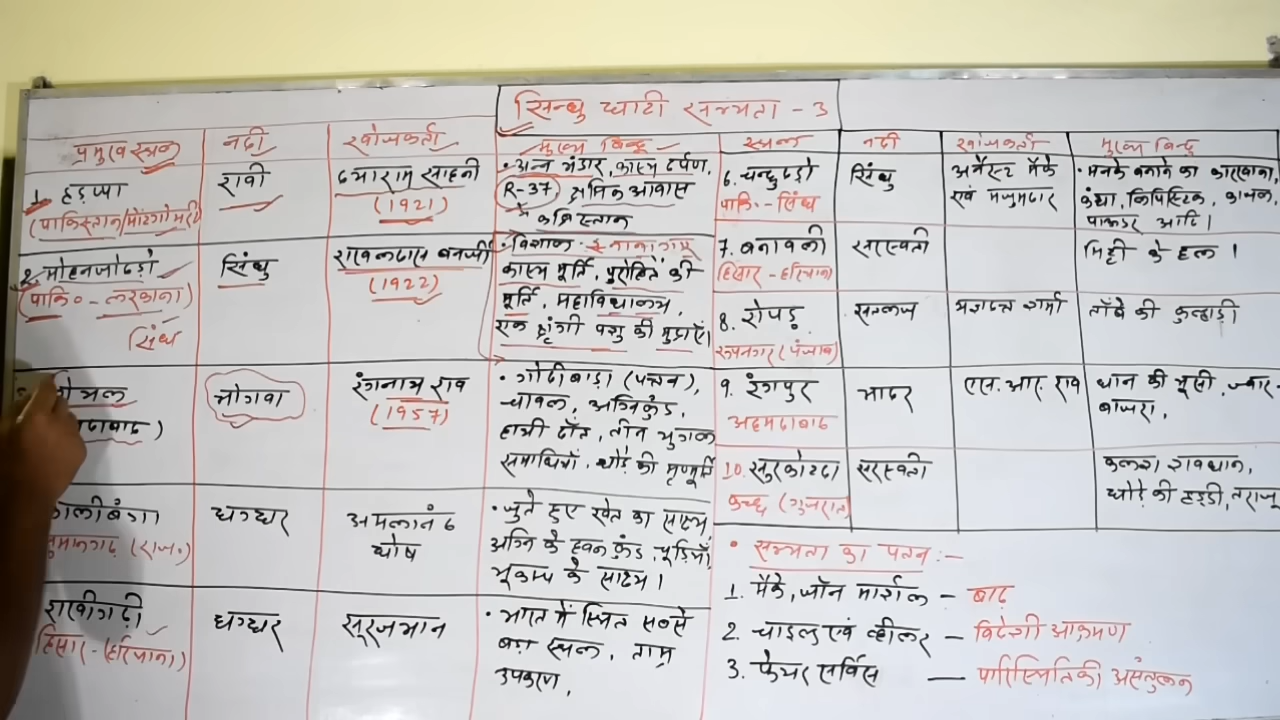 सिन्धु घाटी सभ्यता - 3
प्रमुख स्थल नदी खोजकर्ता मुख्य बिन्दु
1. हड़प्पा रावी दयाराम साहनी • अन्न भंडार, कांस्य दर्पण,
(पाकिस्तान/मोंटगोमरी) (1921) R-37) श्रमिक आवास
कब्रिस्तान
2. मोहनजोदड़ो सिंधु राखलदास बनर्जी • विशाल स्नानागार
(पाकि० - लरकाना) (1922) कांस्य मूर्ति, पुरोहित की
सिंध मूर्ति, महाविद्यालय,
एक श्रृंगी पशु की मुद्राएँ।
भोगवा रंगनाथ राव • गोदीबाड़ा (पत्तन),
(1957) चावल, अग्निकुंड,
हाथी दाँत, तीन युगल
समाधियाँ, घोड़े की मृण्मूर्ति
कालीबंगा घग्घर अमलानंद • जुते हुए खेत का साक्ष्य
(राज०) घोष अग्नि के हवन कुंड, चूड़ियाँ,
भूकम्प के साक्ष्य।
राखीगढ़ी घग्घर सूरजभान • भारत में स्थित सबसे
हिसार - (हरियाणा) बड़ा स्थल, ताम्र
उपकरण,
स्थल नदी खोजकर्ता मुख्य बिन्दु
6. चन्हुदड़ो सिंधु अर्नेस्ट मैके • मनके बनाने का कारखाना,
पाकि० - सिंध एवं मजुमदार कंघा, लिपिस्टिक, काजल,
पाऊडर आदि।
7. बनावली सरस्वती मिट्टी के हल।
हिसार - हरियाणा
8. रोपड़ सतलज यज्ञदत्त शर्मा ताँबे की कुल्हाड़ी
रूपनगर (पंजाब)
9. रंगपुर मादर एस. आर. राव धान की भूसी, ज्वार-
अहमदाबाद बाजरा,
10. सुरकोटदा सरस्वती कलश शवधान,
कच्छ (गुजरात) घोड़े की हड्डी, तराजू
• सभ्यता का पतन :-
1. मैके, जॉन मार्शल - बाढ़
2. चाइल्ड एवं व्हीलर - विदेशी आक्रमण
3. फेयर सर्विस - पारिस्थितिकी असंतुलन